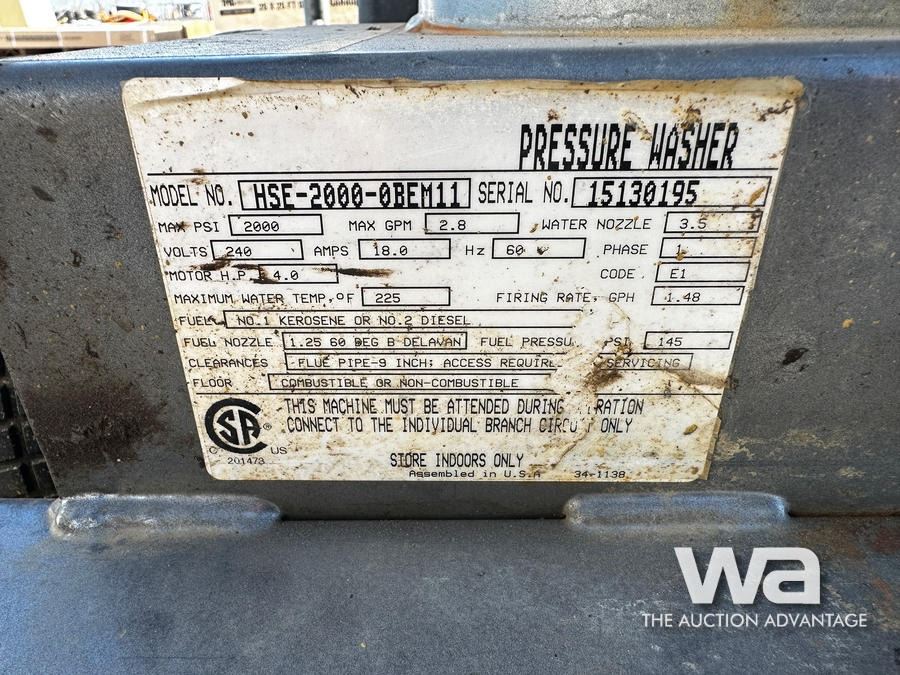 PRESSURE WASHER
MODEL NO. HSE-2000-0BEM11 SERIAL NO. 15130195
MAX PSI 2000 MAX GPM 2.8 WATER NOZZLE 3.5
VOLTS 240 AMPS 18.0 Hz 60 PHASE 1
MOTOR H.P. 4.0 CODE E1
MAXIMUM WATER TEMP, °F 225 FIRING RATE, GPH 1.48
FUEL NO.1 KEROSENE OR NO.2 DIESEL
FUEL NOZZLE 1.25 60 DEG B DELAVAN FUEL PRESSU PSI 145
CLEARANCES FLUE PIPE-9 INCH; ACCESS REQUIRE SERVICING
FLOOR COMBUSTIBLE OR NON-COMBUSTIBLE
THIS MACHINE MUST BE ATTENDED DURING RATION
CONNECT TO THE INDIVIDUAL BRANCH CIRCUIT ONLY
CSA ®
C US
201473
STORE INDOORS ONLY
Assembled in U.S.A 34-1138
wa
THE AUCTION ADVANTAGE